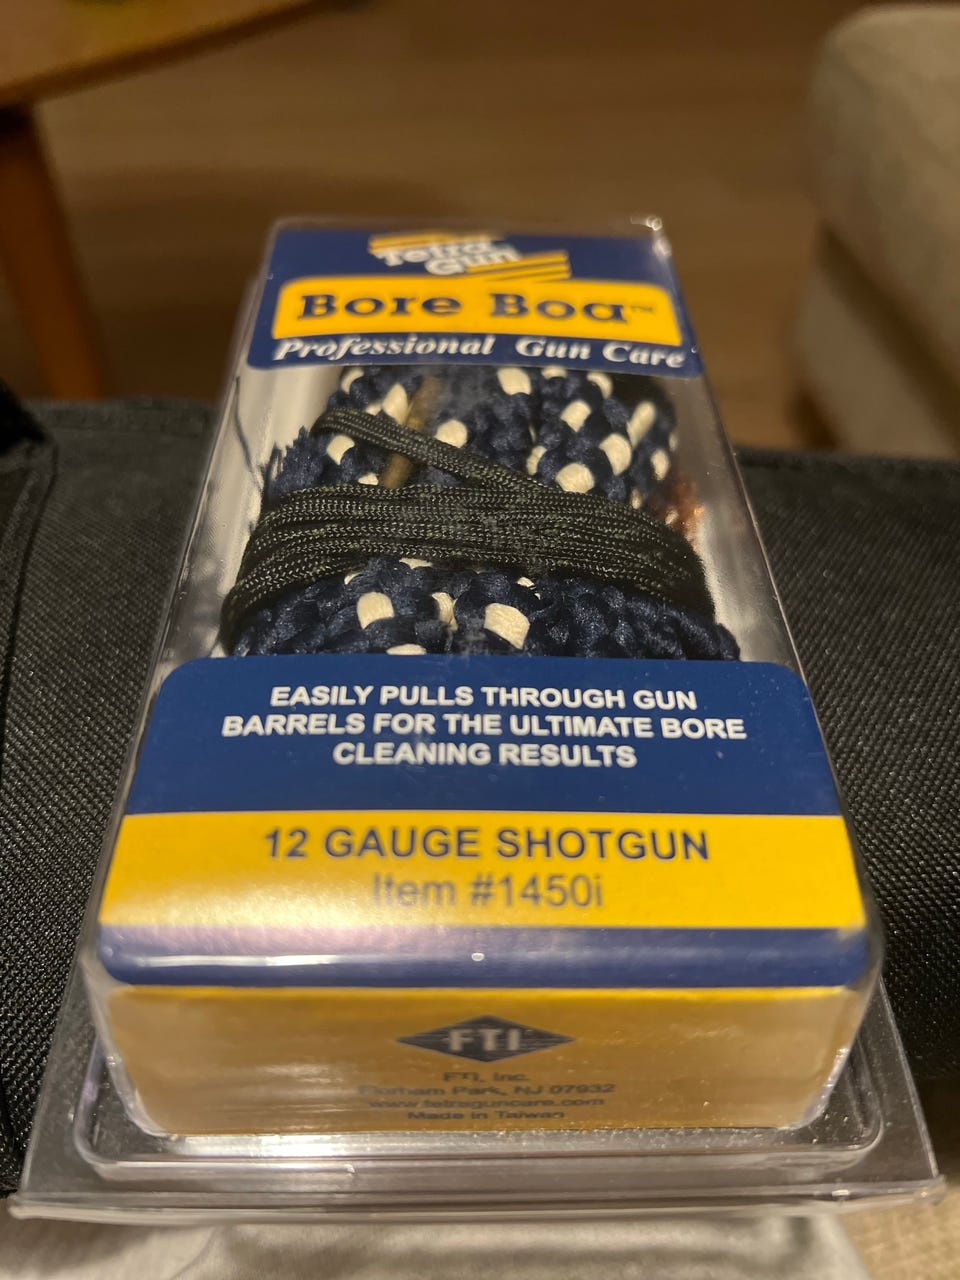 Tetra
Gun
Bore Boa™
Professional Gun Care
EASILY PULLS THROUGH GUN
BARRELS FOR THE ULTIMATE BORE
CLEANING RESULTS
12 GAUGE SHOTGUN
Item #1450i
FTI
FTI, Inc.
Florham Park, NJ 07932
www.tetraguncare.com
Made in Taiwan